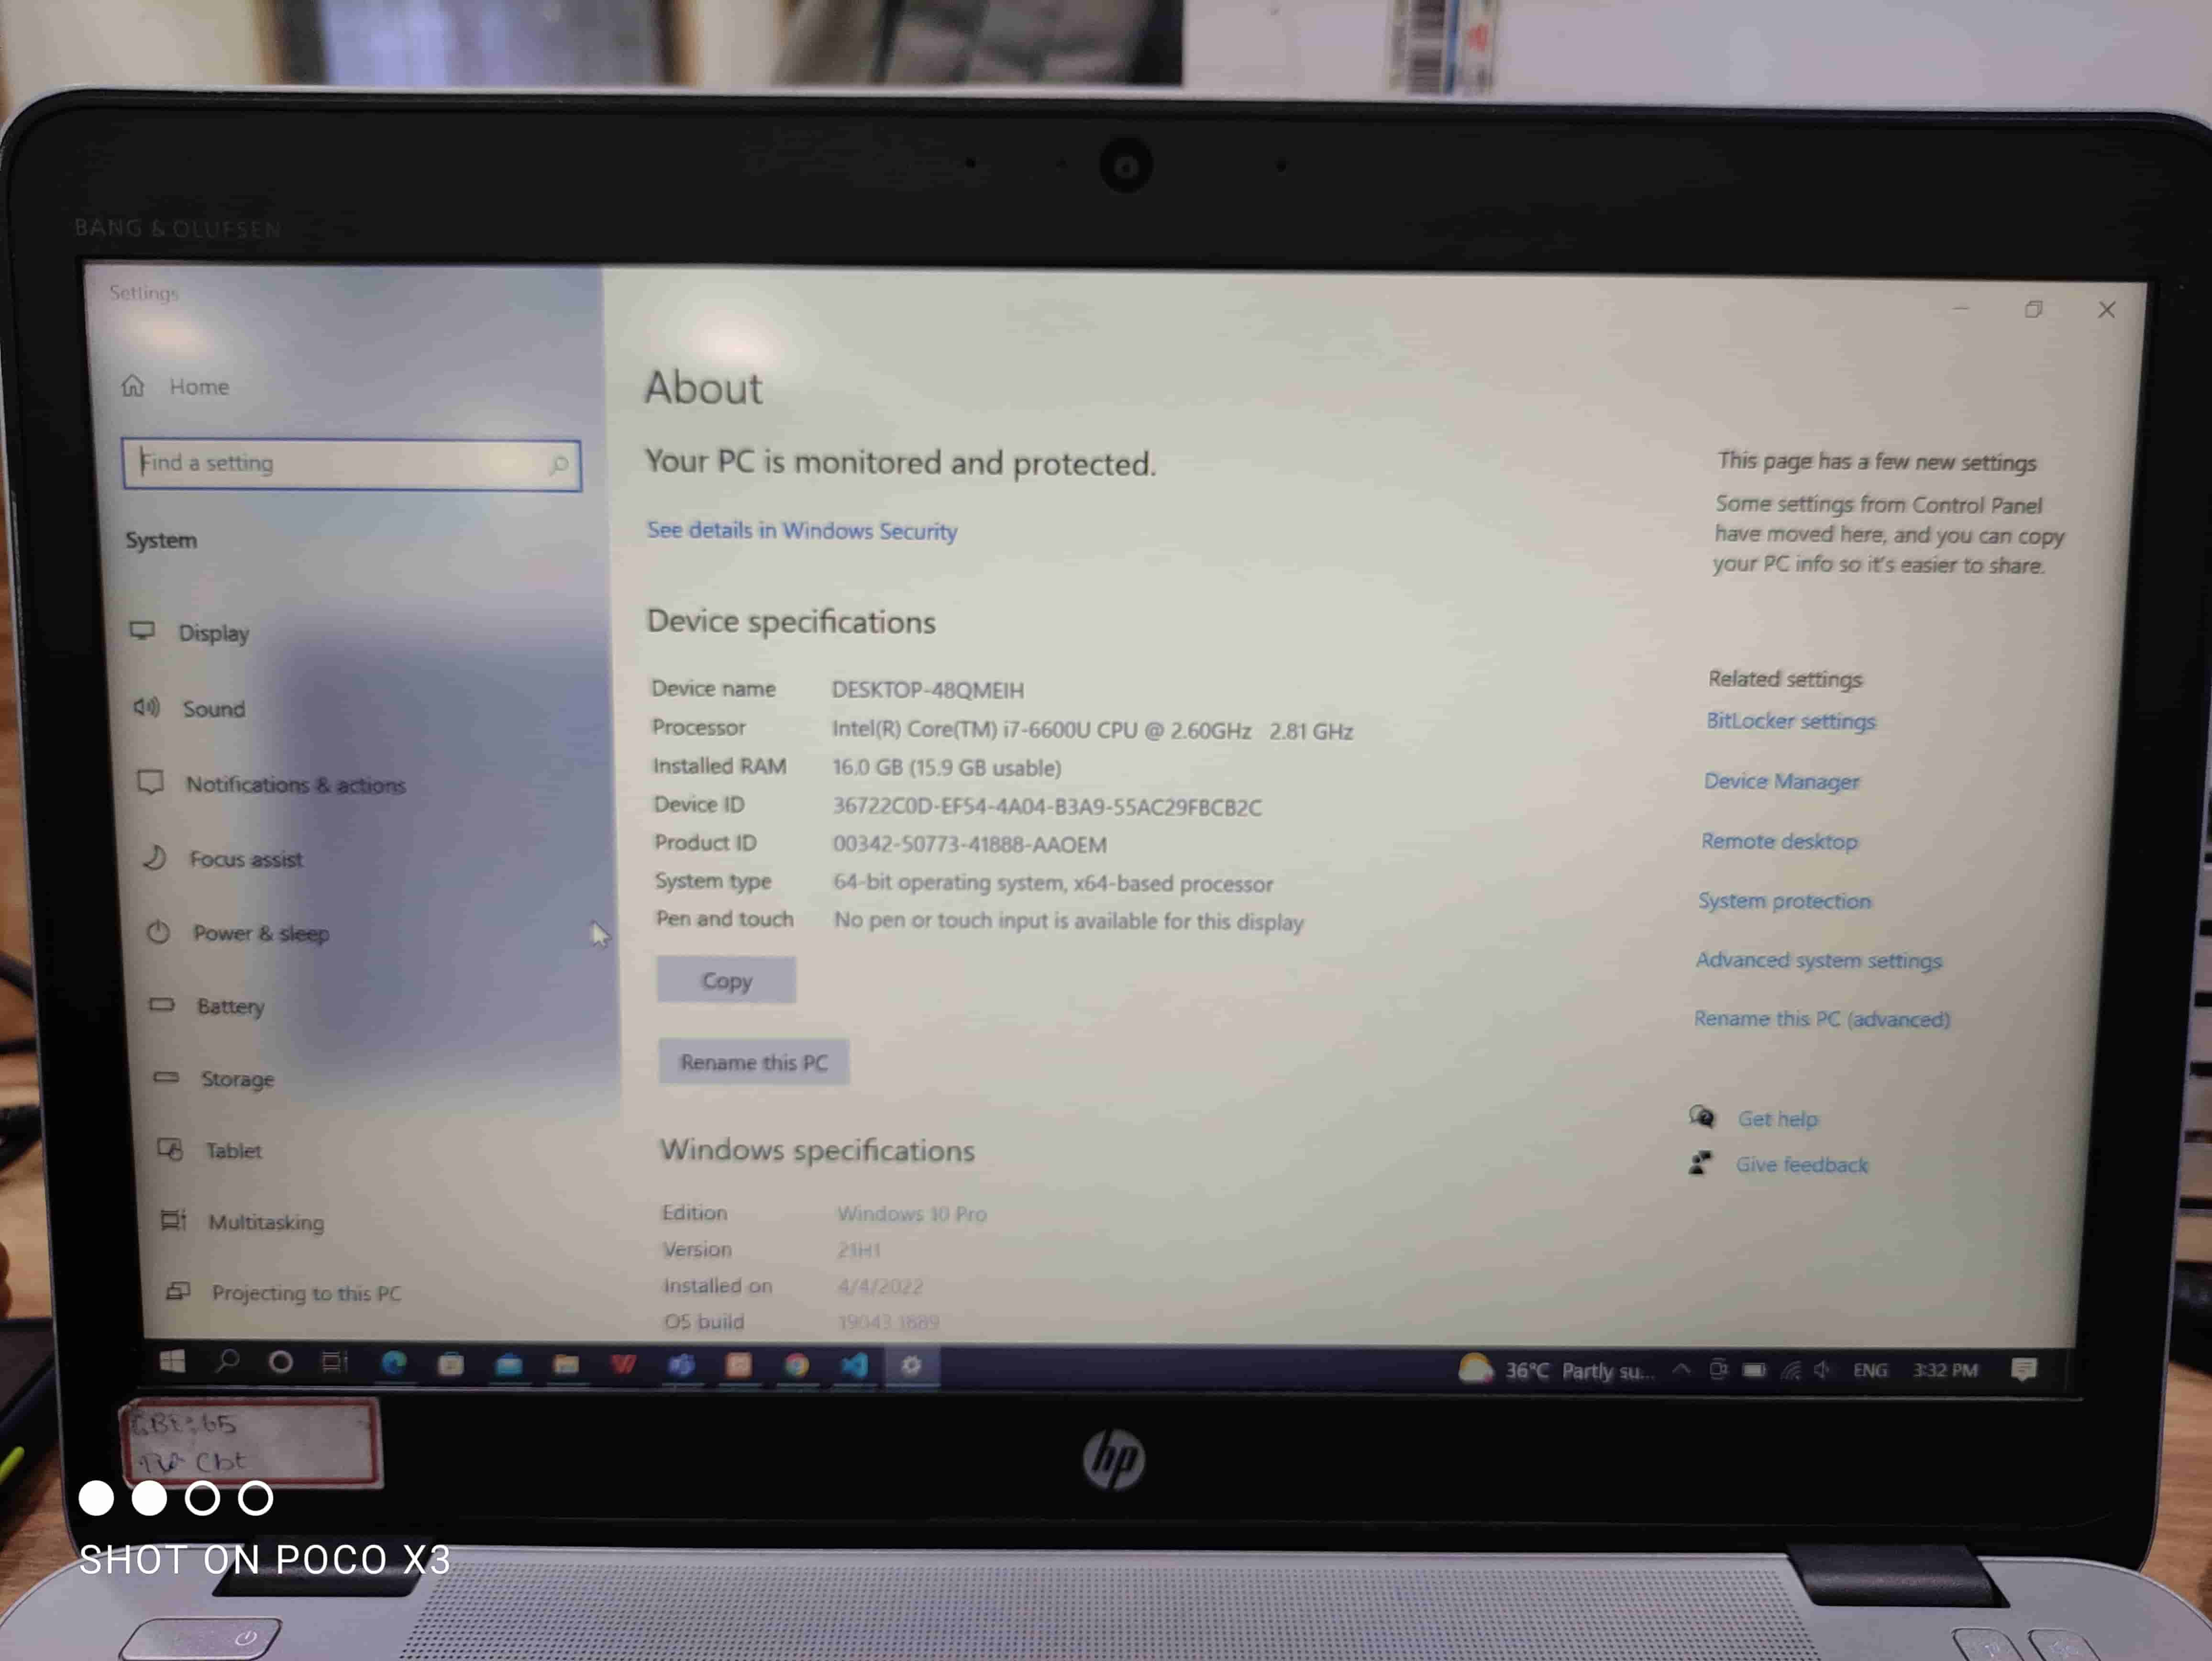 BANG & OLUFSEN
Settings
Home
Find a setting
System
Display
Sound
Notifications & actions
Focus assist
Power & sleep
Battery
Storage
Tablet
Multitasking
Projecting to this PC
About
Your PC is monitored and protected.
See details in Windows Security
Device specifications
Device name DESKTOP-48QMEIH
Processor Intel(R) Core(TM) i7-6600U CPU @ 2.60GHz 2.81 GHz
Installed RAM 16.0 GB (15.9 GB usable)
Device ID 36722C0D-EF54-4A04-B3A9-55AC29FBCB2C
Product ID 00342-50773-41888-AAOEM
System type 64-bit operating system, x64-based processor
Pen and touch No pen or touch input is available for this display
Copy
Rename this PC
Windows specifications
Edition Windows 10 Pro
Version 21H1
Installed on 4/4/2022
OS build 19043.1889
This page has a few new settings
Some settings from Control Panel
have moved here, and you can copy
your PC info so it's easier to share.
Related settings
BitLocker settings
Device Manager
Remote desktop
System protection
Advanced system settings
Rename this PC (advanced)
Get help
Give feedback
36°C Partly su... ENG 3:32 PM
hp
SHOT ON POCO X3